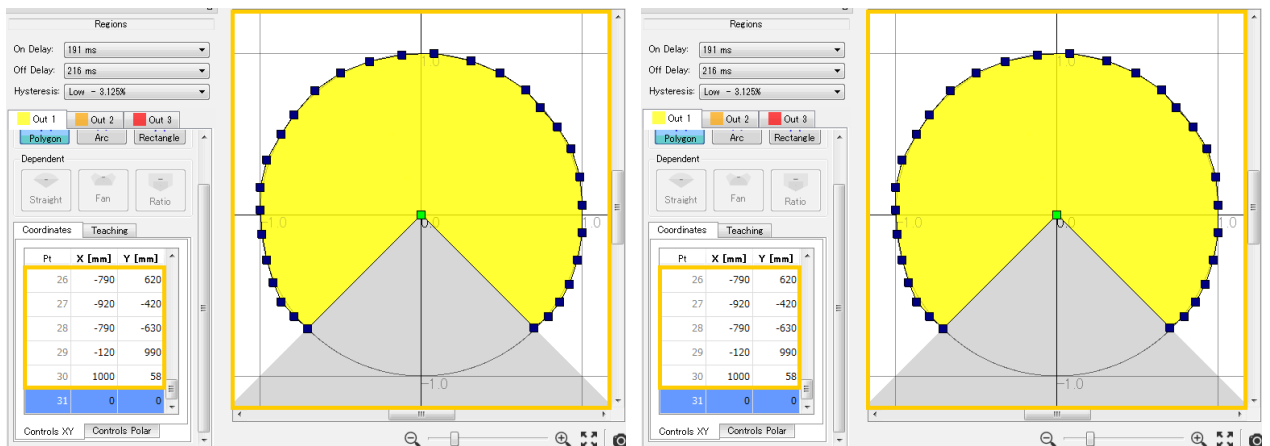 Regions
On Delay: 191 ms
Off Delay: 216 ms
Hysteresis: Low - 3.125%
Out 1 Out 2 Out 3
Polygon Arc Rectangle
Dependent
Straight Fan Ratio
Coordinates Teaching
Pt X [mm] Y [mm]
26 -790 620
27 -920 -420
28 -790 -630
29 -120 990
30 1000 58
31 0 0
Controls XY Controls Polar
1.0
-1.0 0.0 1.0
-1.0
Regions
On Delay: 191 ms
Off Delay: 216 ms
Hysteresis: Low - 3.125%
Out 1 Out 2 Out 3
Polygon Arc Rectangle
Dependent
Straight Fan Ratio
Coordinates Teaching
Pt X [mm] Y [mm]
26 -790 620
27 -920 -420
28 -790 -630
29 -120 990
30 1000 58
31 0 0
Controls XY Controls Polar
1.0
-1.0 0.0 1.0
-1.0